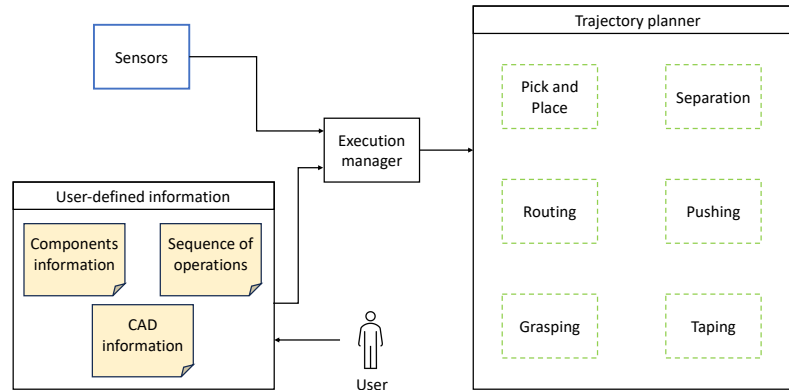 Sensors
Execution
manager
User-defined information
Components
information
Sequence of
operations
CAD
information
User
Trajectory planner
Pick and
Place
Separation
Routing
Pushing
Grasping
Taping